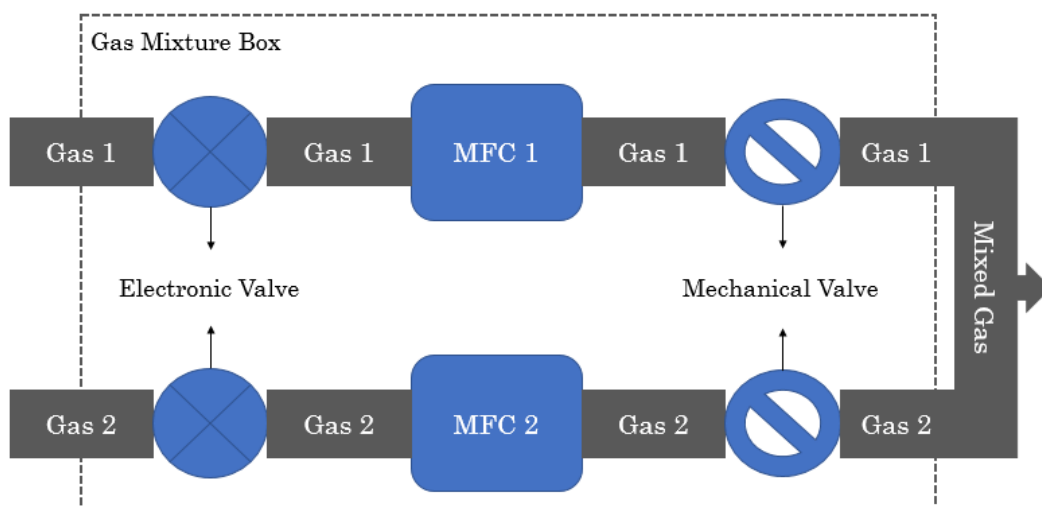 Gas Mixture Box
Gas 1
Gas 1
MFC 1
Gas 1
Gas 1
Electronic Valve
Mechanical Valve
Mixed Gas
Gas 2
Gas 2
MFC 2
Gas 2
Gas 2